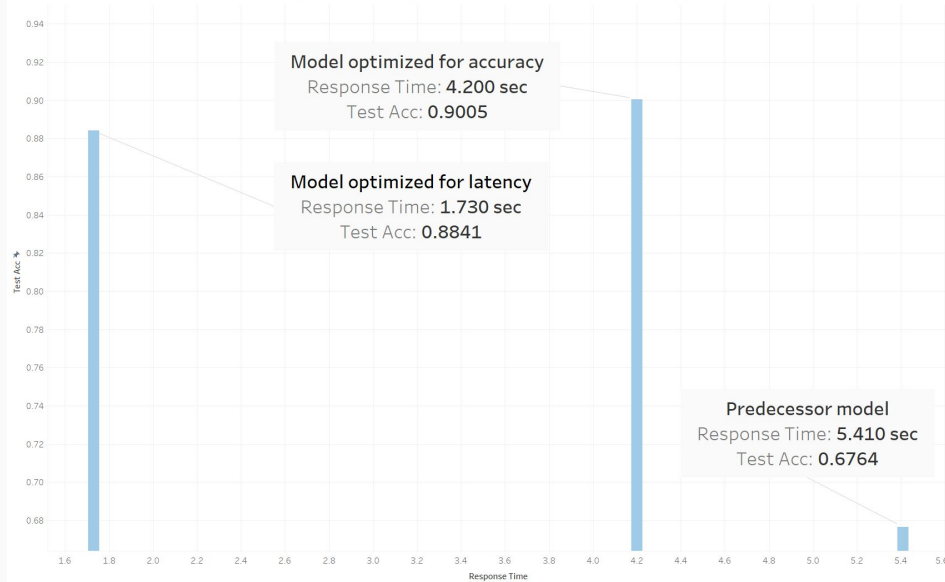 0.94
0.92
0.90
0.88
0.86
0.84
0.82
0.80
0.78
0.76
0.74
0.72
0.70
0.68
Test Acc
Model optimized for accuracy
Response Time: 4.200 sec
Test Acc: 0.9005
Model optimized for latency
Response Time: 1.730 sec
Test Acc: 0.8841
Predecessor model
Response Time: 5.410 sec
Test Acc: 0.6764
1.6 1.8 2.0 2.2 2.4 2.6 2.8 3.0 3.2 3.4 3.6 3.8 4.0 4.2 4.4 4.6 4.8 5.0 5.2 5.4
Response Time